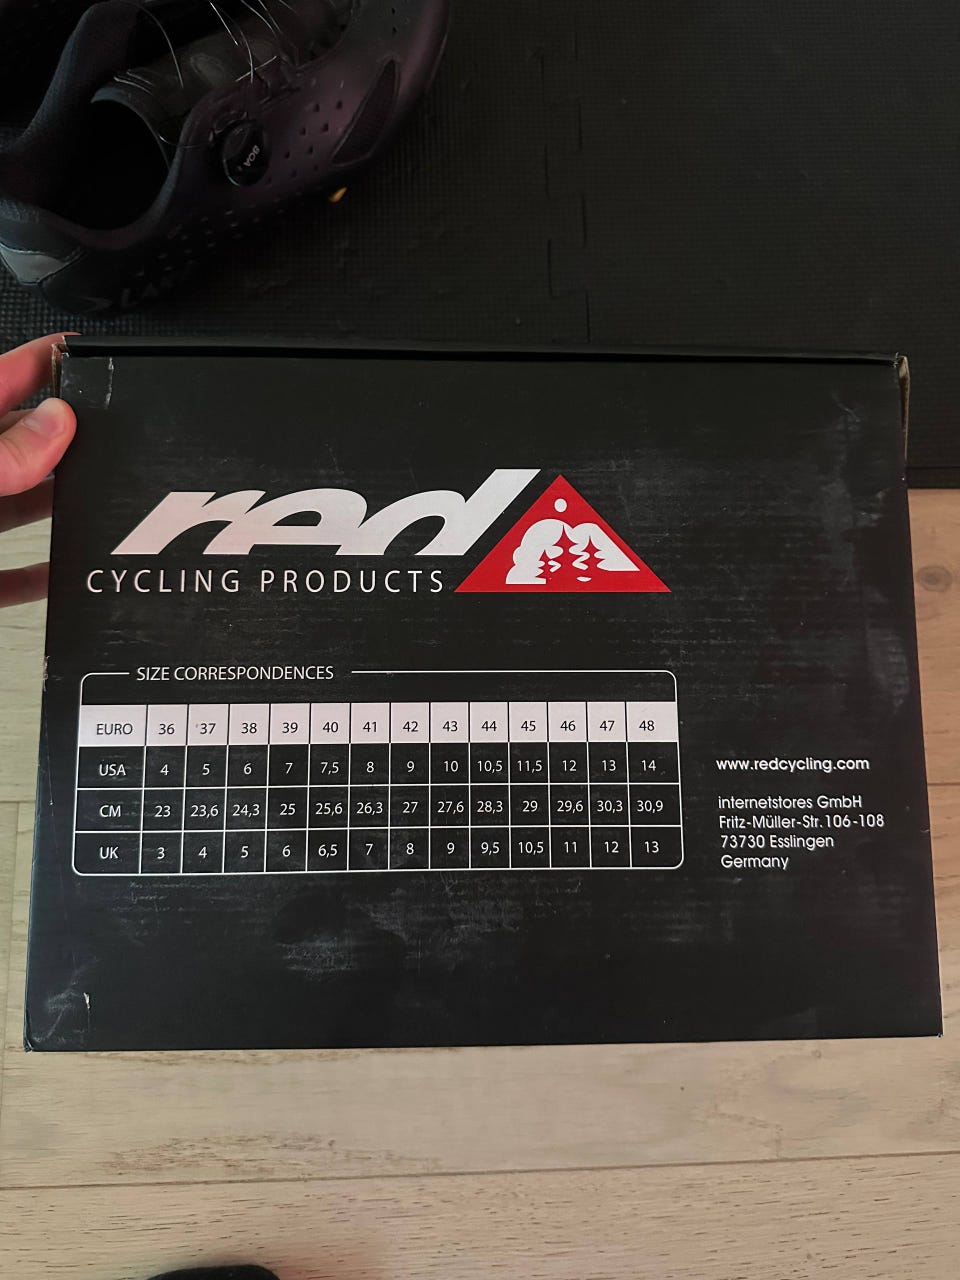 BOA
LAK
red
CYCLING PRODUCTS
SIZE CORRESPONDENCES
EURO 36 37 38 39 40 41 42 43 44 45 46 47 48
USA 4 5 6 7 7,5 8 9 10 10,5 11,5 12 13 14
CM 23 23,6 24,3 25 25,6 26,3 27 27,6 28,3 29 29,6 30,3 30,9
UK 3 4 5 6 6,5 7 8 9 9,5 10,5 11 12 13
www.redcycling.com
internetstores GmbH
Fritz-Müller-Str. 106-108
73730 Esslingen
Germany